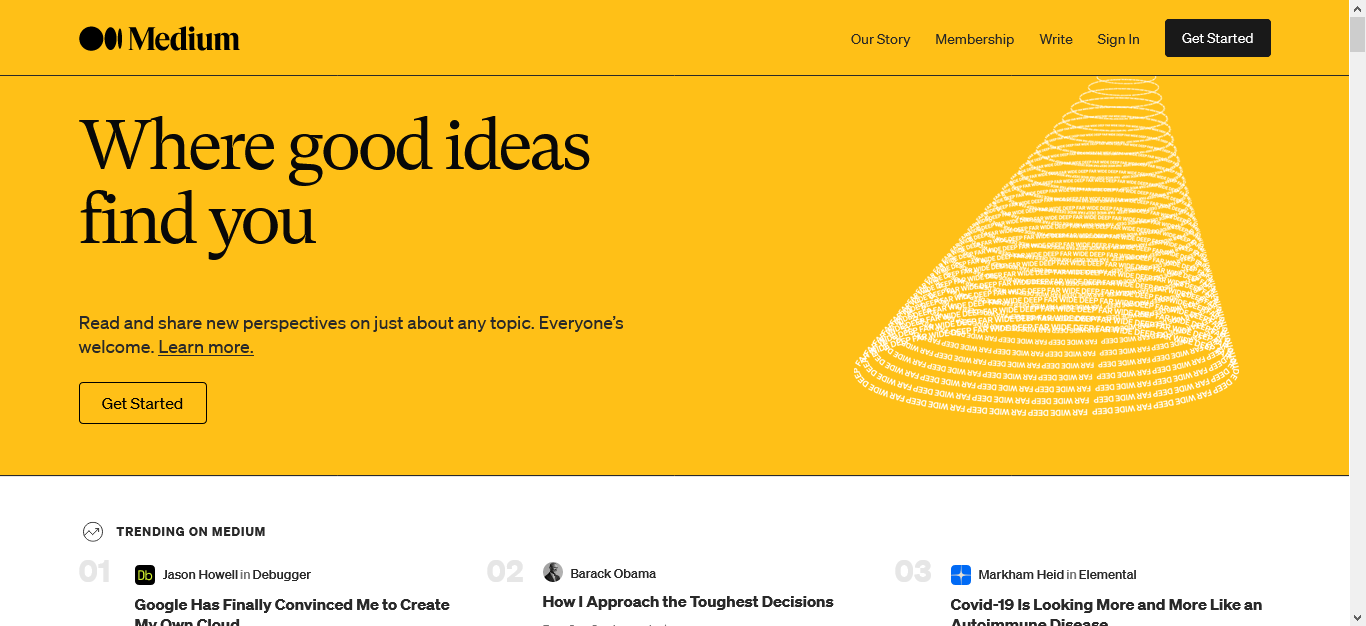 Medium
Our Story Membership Write Sign In Get Started
Where good ideas
find you
Read and share new perspectives on just about any topic. Everyone's
welcome. Learn more.
Get Started
FAR WIDE DEEP FAR WIDE DEEP FAR WIDE DEEP FAR WIDE DEEP
TRENDING ON MEDIUM
01
Db
Jason Howell in Debugger
Google Has Finally Convinced Me to Create
My Own Cloud
02
Barack Obama
How I Approach the Toughest Decisions
03
Markham Heid in Elemental
Covid-19 Is Looking More and More Like an
Autoimmune Disease